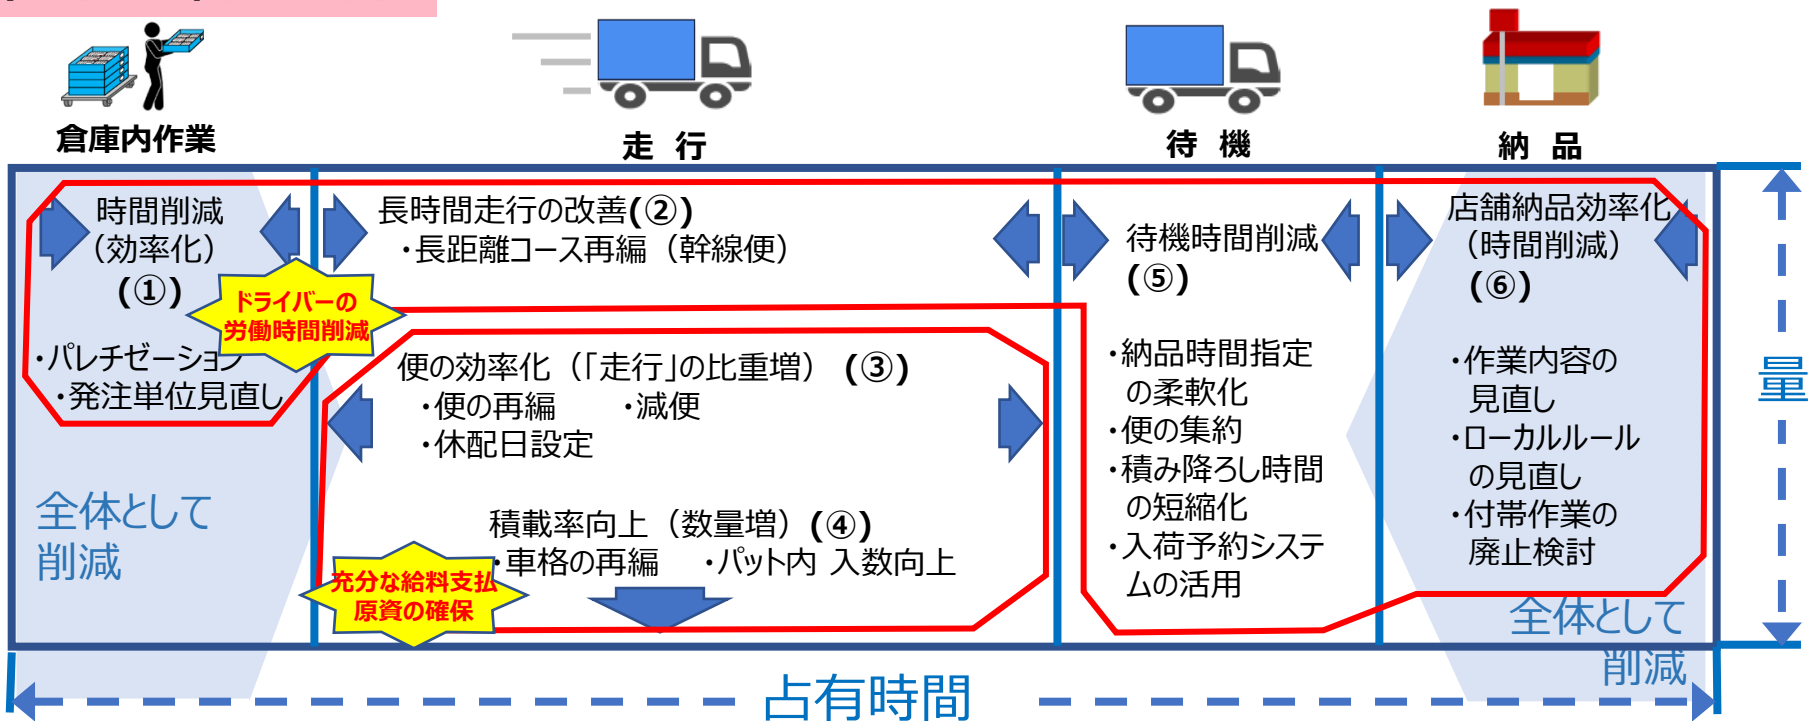 倉庫内作業
走 行
待 機
納 品
時間削減
（効率化）
(①)
・パレチゼーション
・発注単位見直し
全体として
削減
ドライバーの
労働時間削減
長時間走行の改善(②)
・長距離コース再編（幹線便）
便の効率化（「走行」の比重増） (③)
・便の再編 ・減便
・休配日設定
積載率向上（数量増）(④)
・車格の再編 ・パット内 入数向上
充分な給料支払
原資の確保
待機時間削減
(⑤)
・納品時間指定
の柔軟化
・便の集約
・積み降ろし時間
の短縮化
・入荷予約システ
ムの活用
店舗納品効率化
（時間削減）
(⑥)
・作業内容の
見直し
・ローカルルール
の見直し
・付帯作業の
廃止検討
全体として
削減
量
占有時間